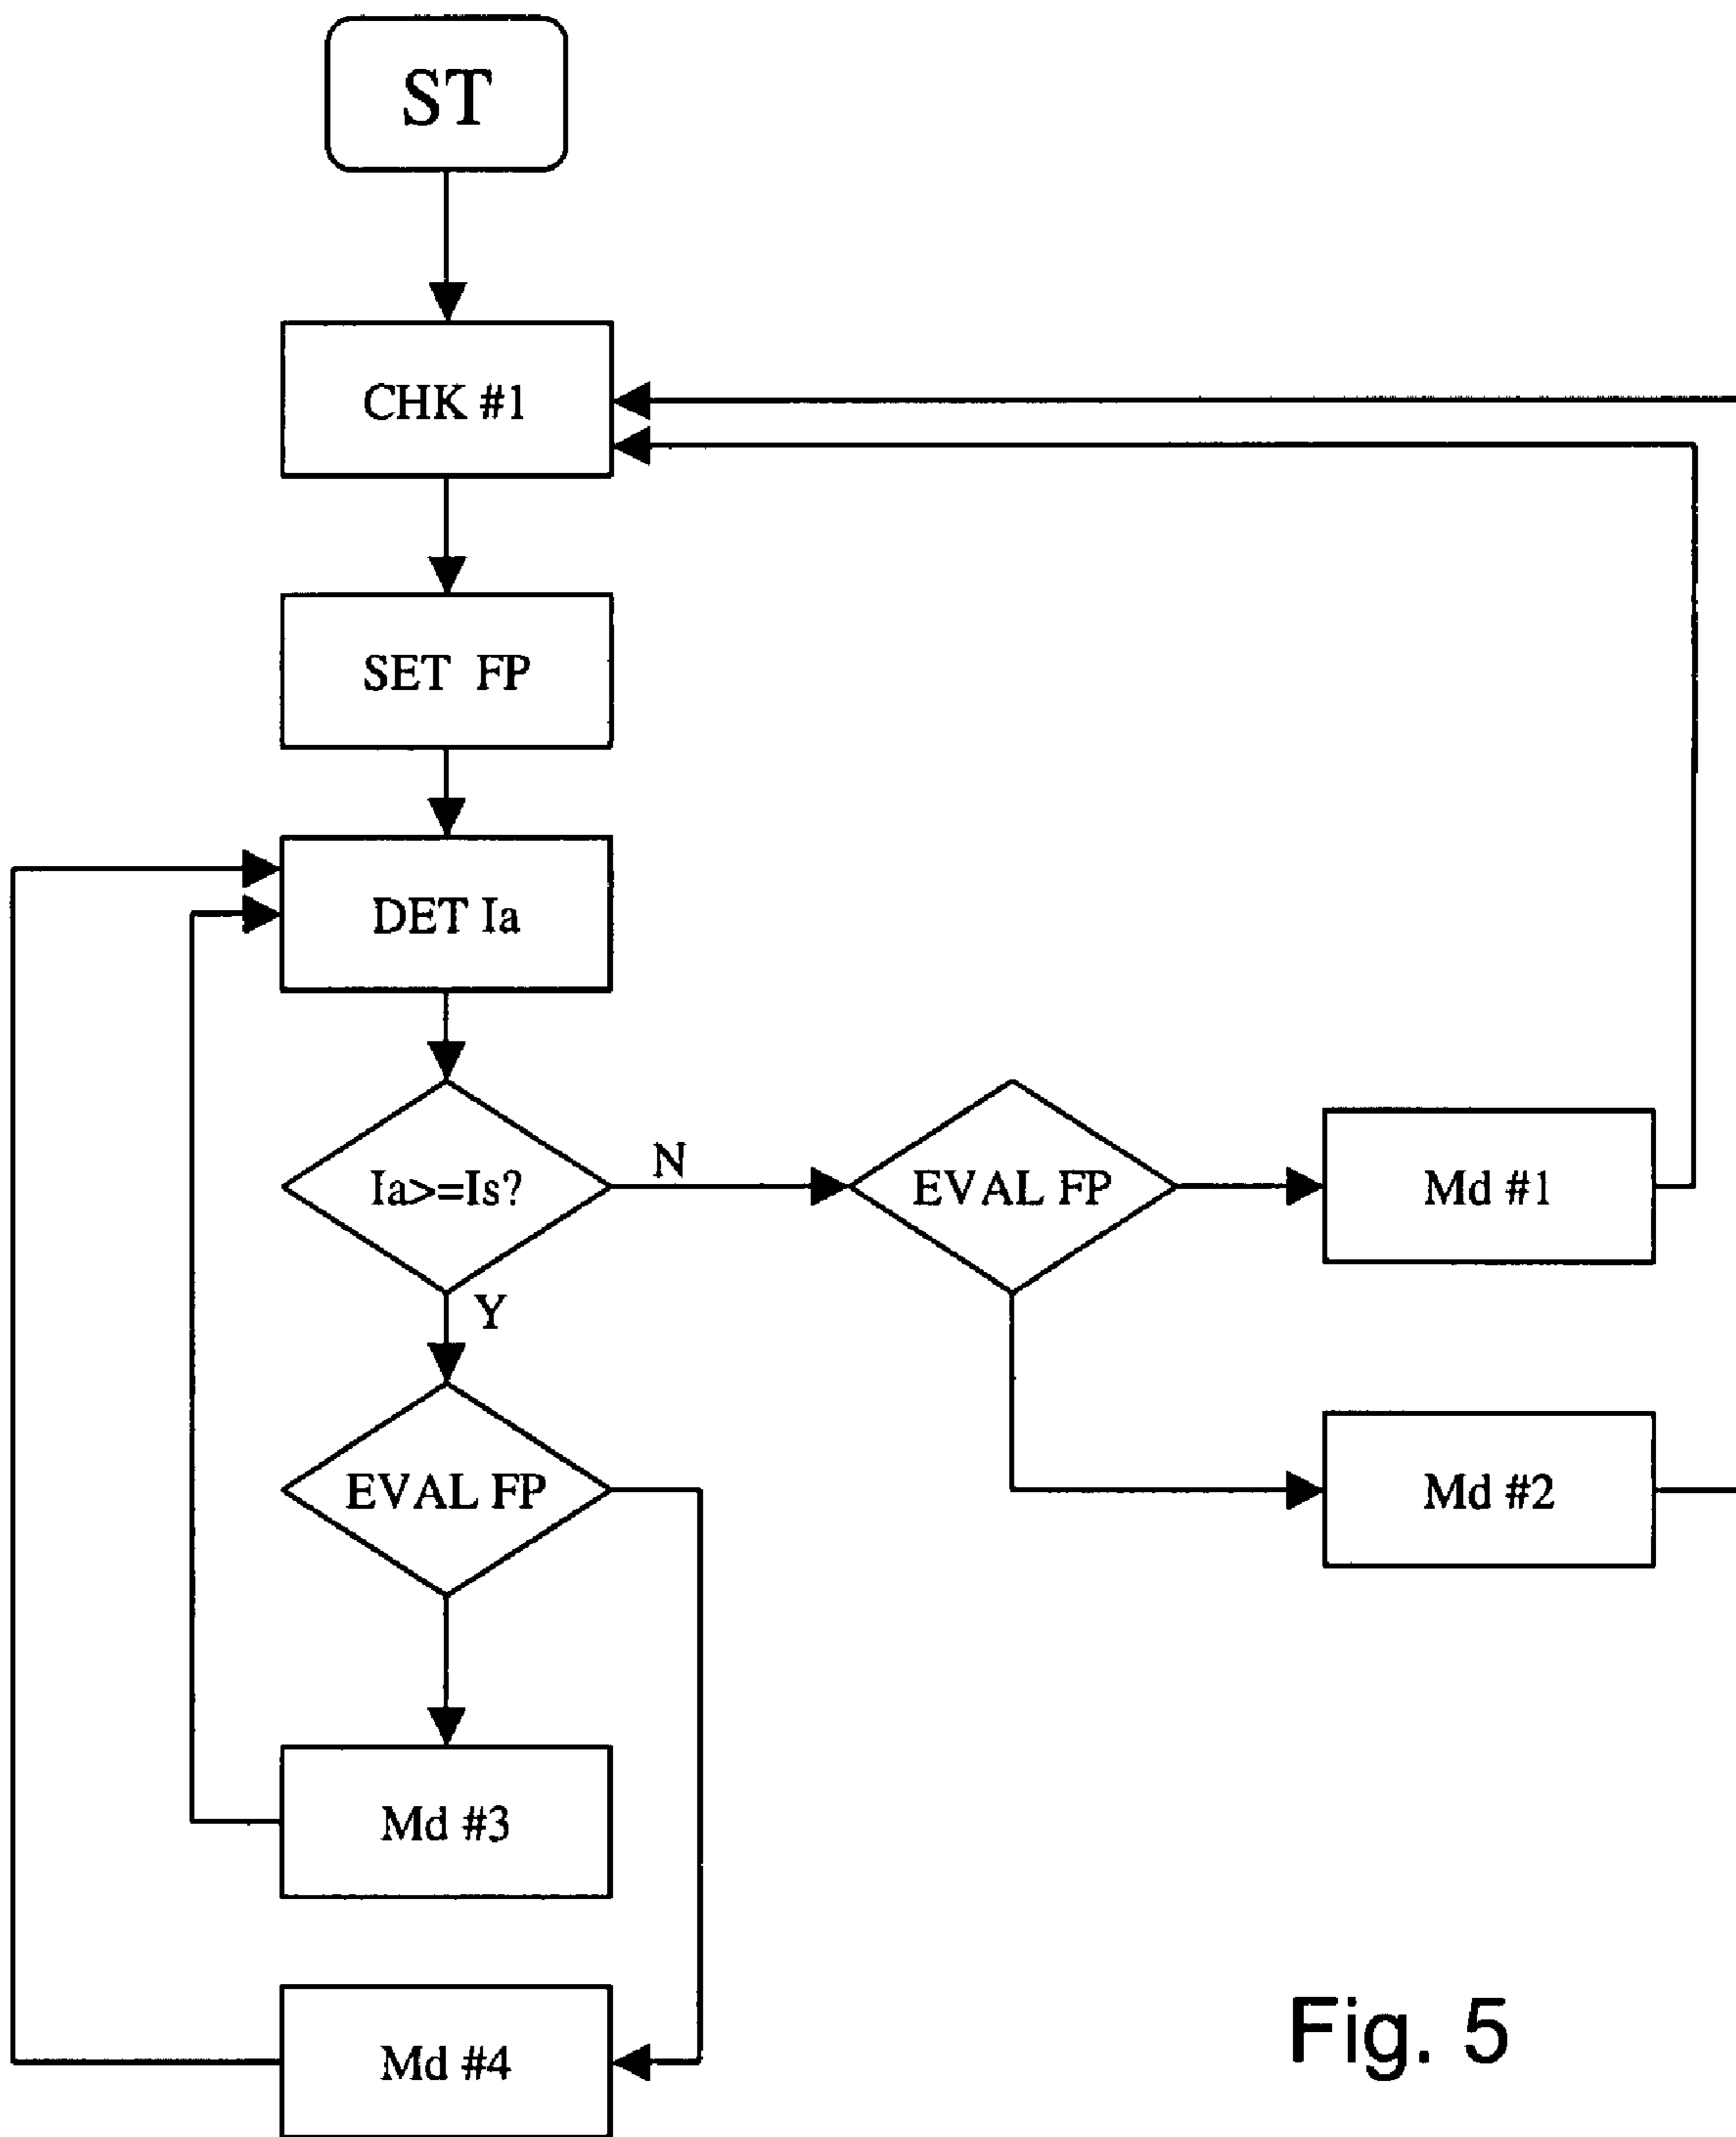 ST
CHK #1
SET FP
DET Ia
Ia>=Is?
N
EVAL FP
Md #1
Y
EVAL FP
Md #2
Md #3
Md #4
Fig. 5